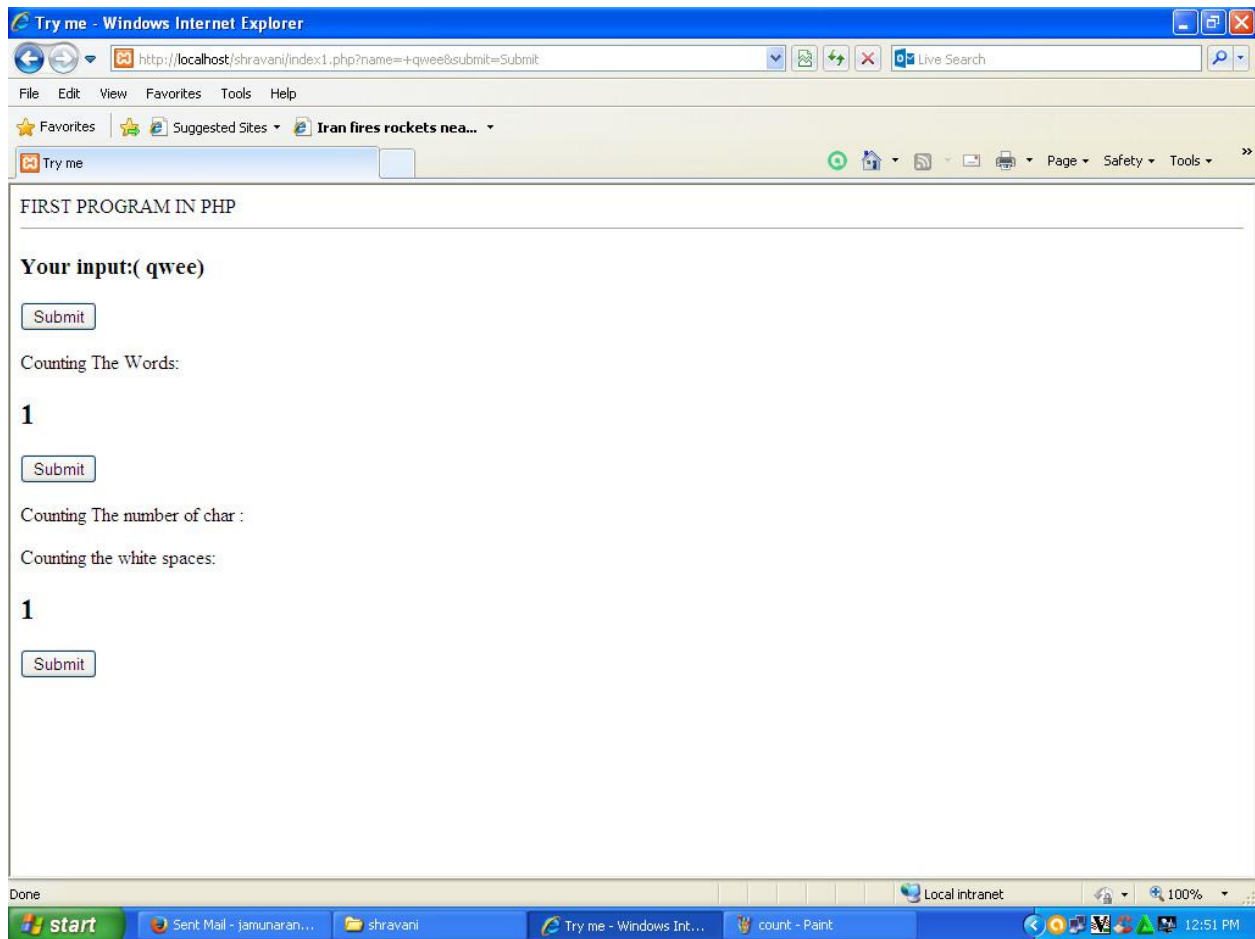 Try me - Windows Internet Explorer
http://localhost/shravani/index1.php?name=+qwee&submit=Submit
Live Search
File Edit View Favorites Tools Help
Favorites Suggested Sites Iran fires rockets nea...
Try me Page Safety Tools »
FIRST PROGRAM IN PHP
Your input:( qwee)
Submit
Counting The Words:
1
Submit
Counting The number of char :
Counting the white spaces:
1
Submit
Done Local intranet 100%
start Sent Mail - jamunaran... shravani Try me - Windows Int... count - Paint 12:51 PM